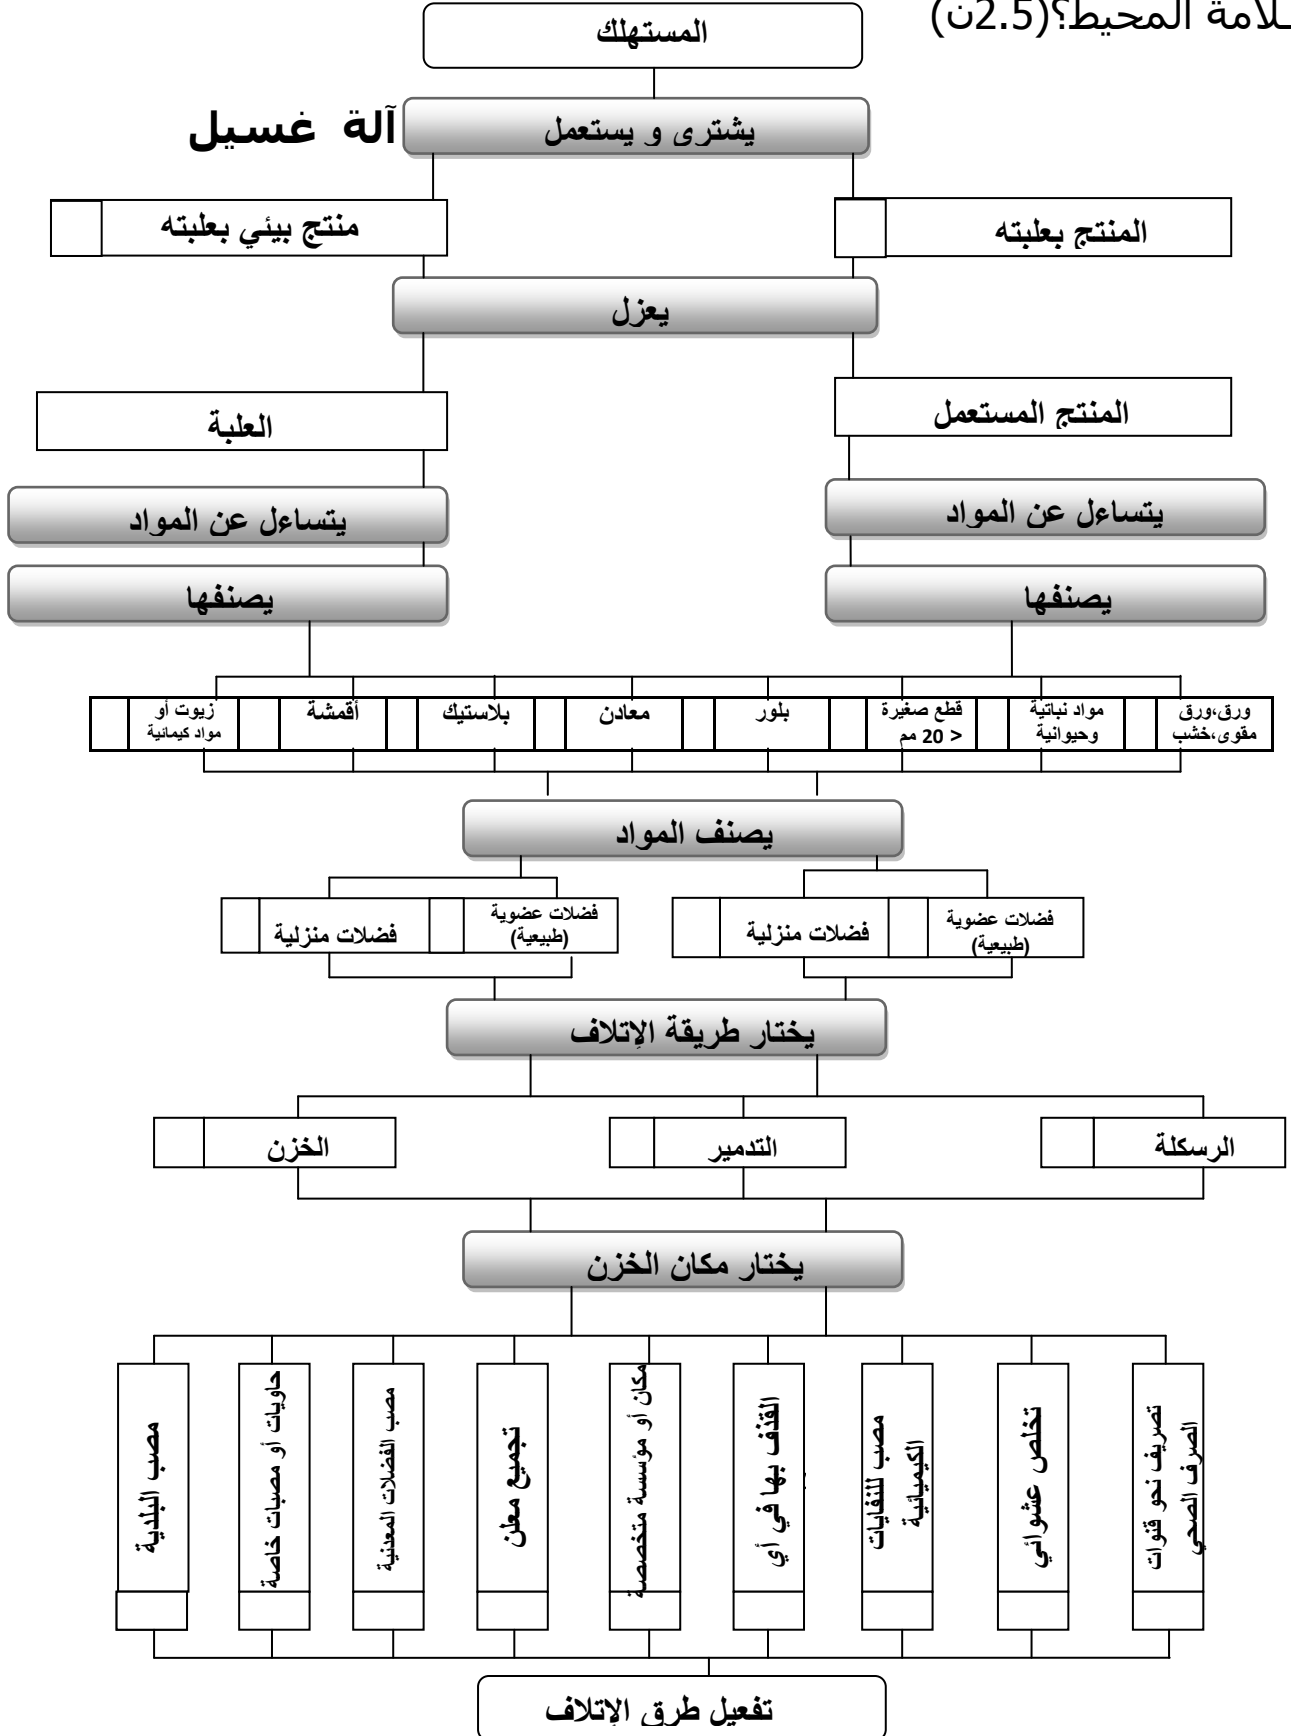 ـلامة المحيط؟(2.5ن)
المستهلك
يشتري و يستعمل
آلة غسيل
المنتج بعلبته
منتج بيئي بعلبته
يعزل
المنتج المستعمل
العلبة
يتساءل عن المواد
يتساءل عن المواد
يصنفها
يصنفها
ورق،ورق
مقوى،خشب
مواد نباتية
وحيوانية
قطع صغيرة
< 20 مم
بلور
معادن
بلاستيك
أقمشة
زيوت أو
مواد كيمائية
يصنف المواد
فضلات عضوية
(طبيعية)
فضلات منزلية
فضلات عضوية
(طبيعية)
فضلات منزلية
يختار طريقة الإتلاف
الرسكلة
التدمير
الخزن
يختار مكان الخزن
تصريف نحو قنوات
الصرف الصحي
تخلص عشوائي
مصب للنفايات
الكيميائية
القذف بها في أي
مكان أو مؤسسة متخصصة
تجميع معلن
مصب الفضلات المعدنية
حاويات أو مصبات خاصة
مصب البلدية
تفعيل طرق الإتلاف